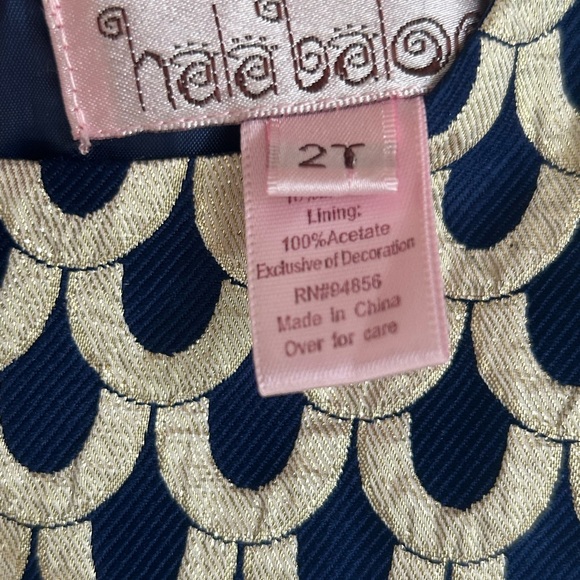 halabaloo
2T
Lining:
100%Acetate
Exclusive of Decoration
RN#94856
Made in China
Over for care